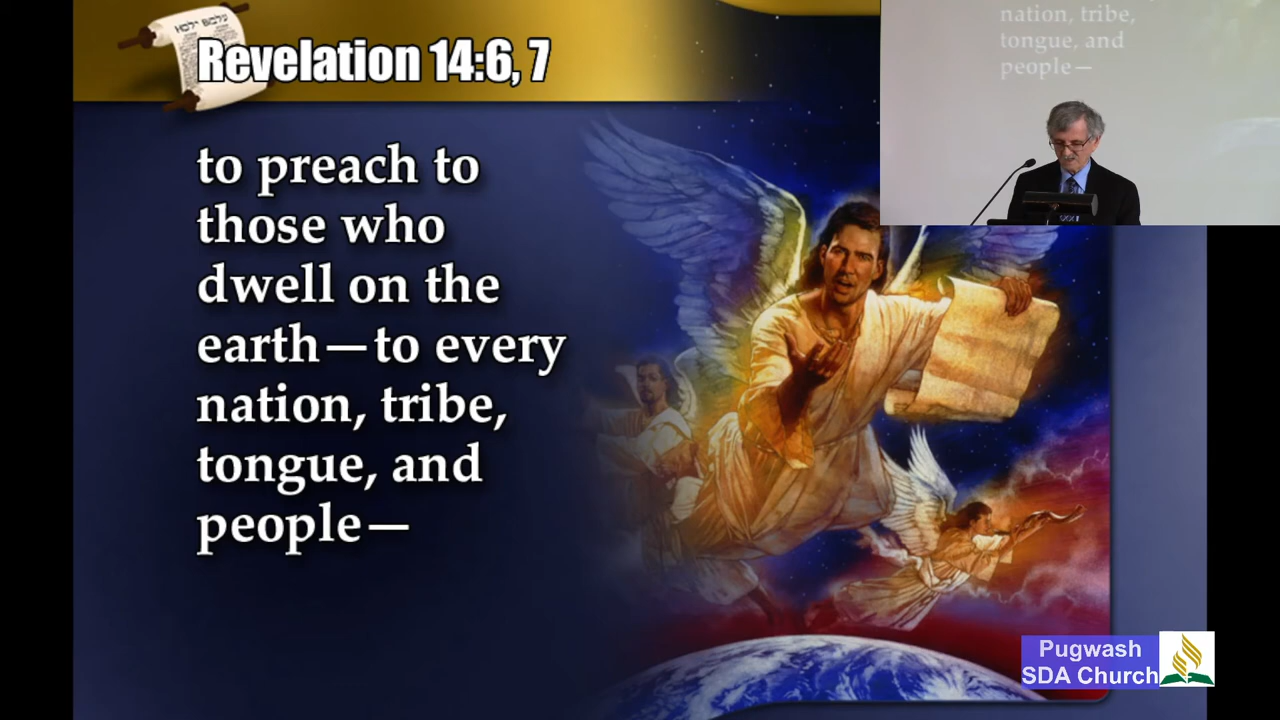 Revelation 14:6, 7
to preach to
those who
dwell on the
earth—to every
nation, tribe,
tongue, and
people—
nation, tribe,
tongue, and
people—
Pugwash
SDA Church